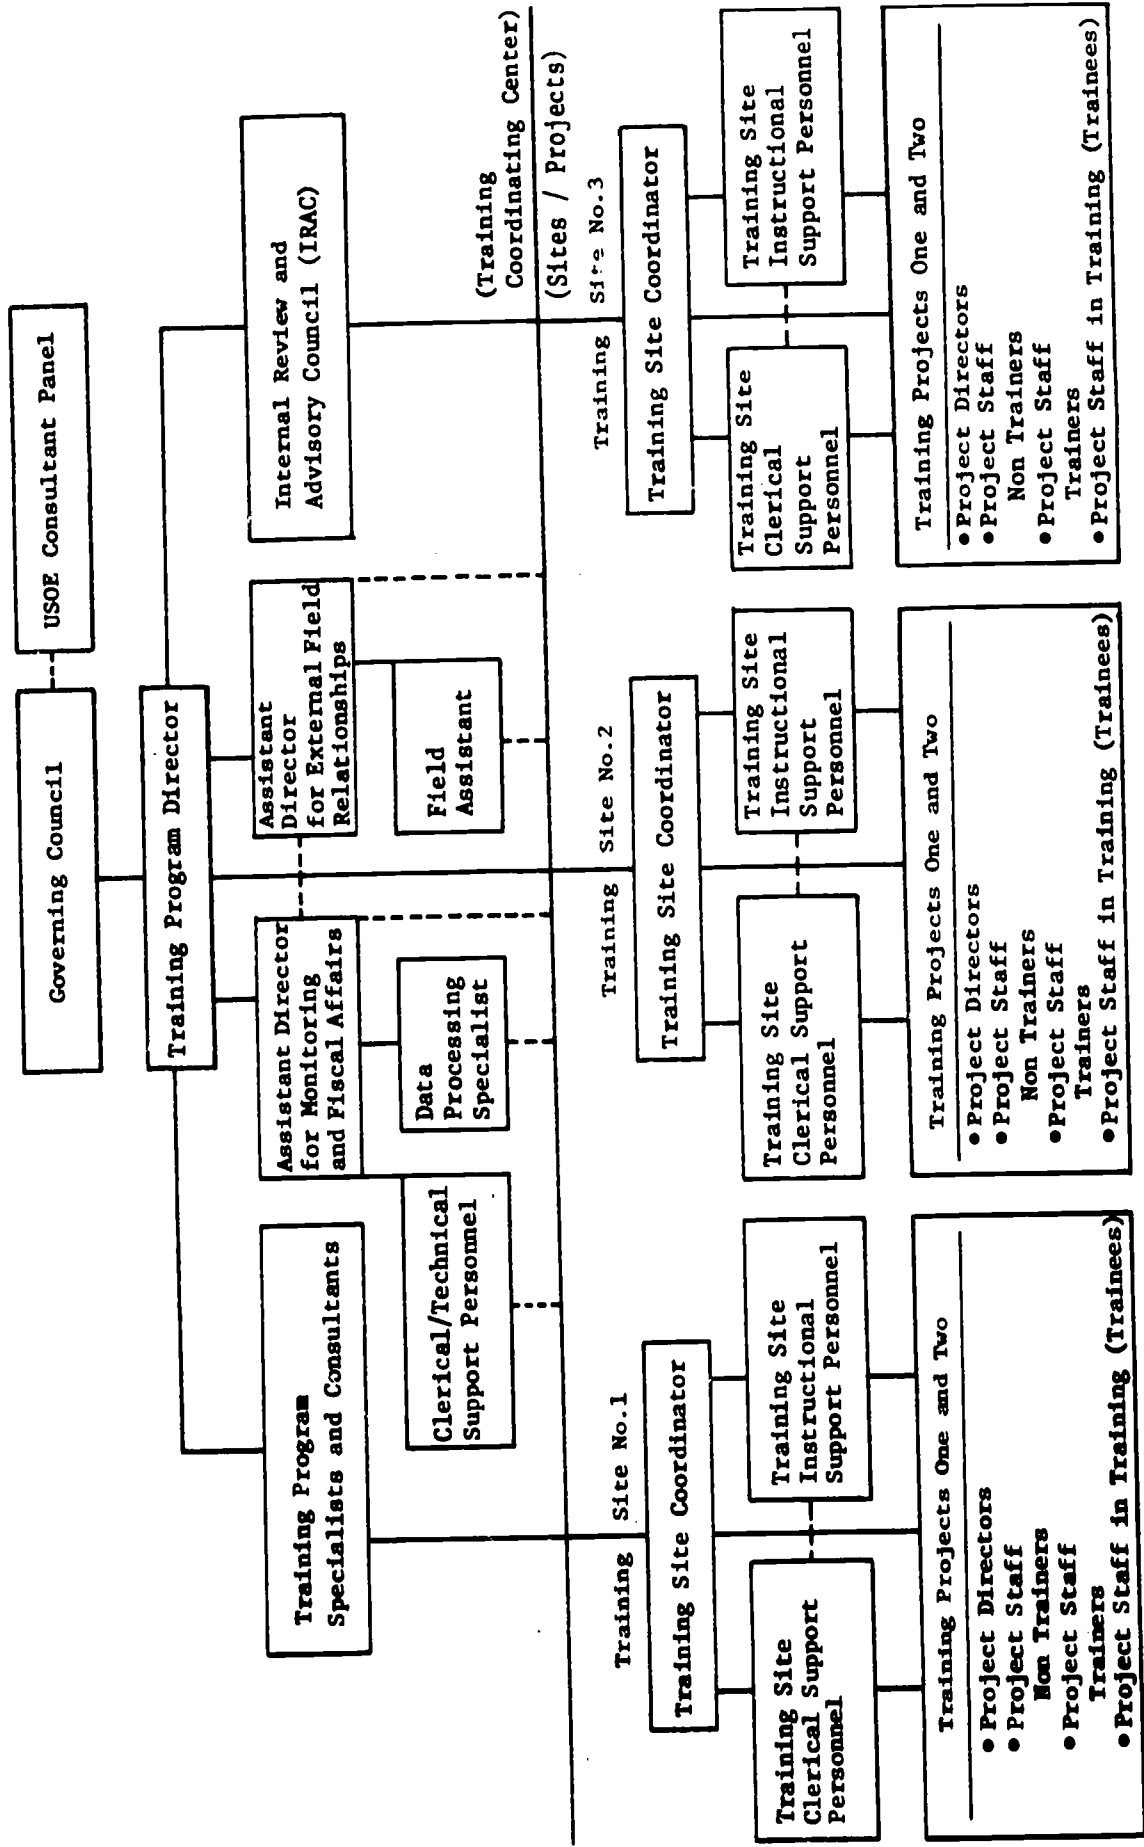 Governing Council
USOE Consultant Panel
Training Program Director
Training Program
Specialists and Consultants
Assistant Director
for Monitoring
and Fiscal Affairs
Assistant
Director
for External Field
Relationships
Internal Review and
Advisory Council (IRAC)
Clerical/Technical
Support Personnel
Data
Processing
Specialist
Field
Assistant
(Training
Coordinating Center)
(Sites / Projects)
Training Site No.1
Training Site Coordinator
Training Site
Clerical Support
Personnel
Training Site
Instructional
Support Personnel
Training Projects One and Two
• Project Directors
• Project Staff
Non Trainers
• Project Staff
Trainers
• Project Staff in Training (Trainees)
Training Site No.2
Training Site Coordinator
Training Site
Clerical Support
Personnel
Training Site
Instructional
Support
Personnel
Training Projects One and Two
• Project Directors
• Project Staff
Non Trainers
• Project Staff
Trainers
• Project Staff in Training (Trainees)
Training Site No.3
Training Site Coordinator
Training Site
Clerical
Support
Personnel
Training Site
Instructional
Support Personnel
Training Projects One and Two
• Project Directors
• Project Staff
Non Trainers
• Project Staff
Trainers
• Project Staff in Training (Trainees)